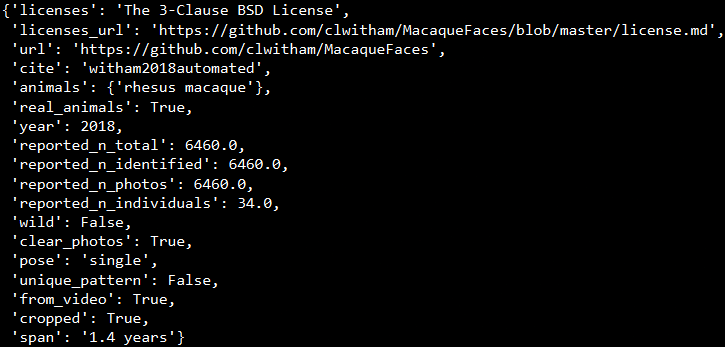 {'licenses': 'The 3-Clause BSD License',
 'licenses_url': 'https://github.com/clwitham/MacaqueFaces/blob/master/license.md',
 'url': 'https://github.com/clwitham/MacaqueFaces',
 'cite': 'witham2018automated',
 'animals': {'rhesus macaque'},
 'real_animals': True,
 'year': 2018,
 'reported_n_total': 6460.0,
 'reported_n_identified': 6460.0,
 'reported_n_photos': 6460.0,
 'reported_n_individuals': 34.0,
 'wild': False,
 'clear_photos': True,
 'pose': 'single',
 'unique_pattern': False,
 'from_video': True,
 'cropped': True,
 'span': '1.4 years'}